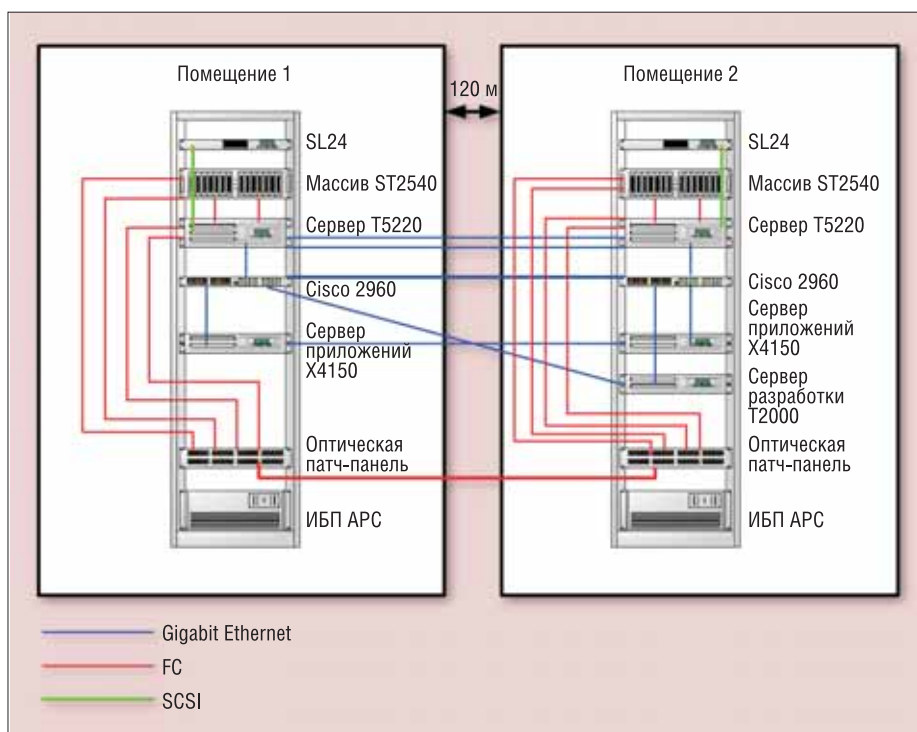 Помещение 1
120 м
Помещение 2
SL24
Массив ST2540
Сервер T5220
Cisco 2960
Сервер
приложений
X4150
Оптическая
патч-панель
ИБП APC
SL24
Массив ST2540
Сервер T5220
Cisco 2960
Сервер
приложений
X4150
Сервер
разработки
T2000
Оптическая
патч-панель
ИБП APC
Gigabit Ethernet
FC
SCSI